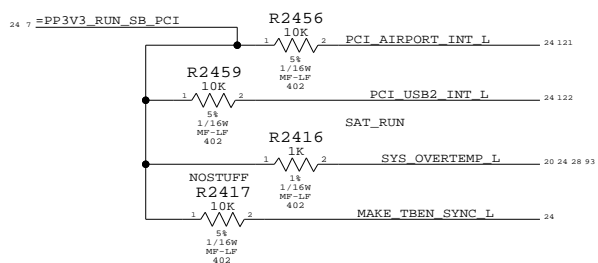 24 7 =PP3V3_RUN_SB_PCI
R2456
10K
1 2 PCI_AIRPORT_INT_L 24 121
5%
1/16W
MF-LF
402
R2459
10K
1 2 PCI_USB2_INT_L 24 122
5%
1/16W
MF-LF
402
SAT_RUN
R2416
1K
1 2 SYS_OVERTEMP_L 20 24 28 93
1%
1/16W
MF-LF
402
NOSTUFF
R2417
10K
1 2 MAKE_TBEN_SYNC_L 24
5%
1/16W
MF-LF
402